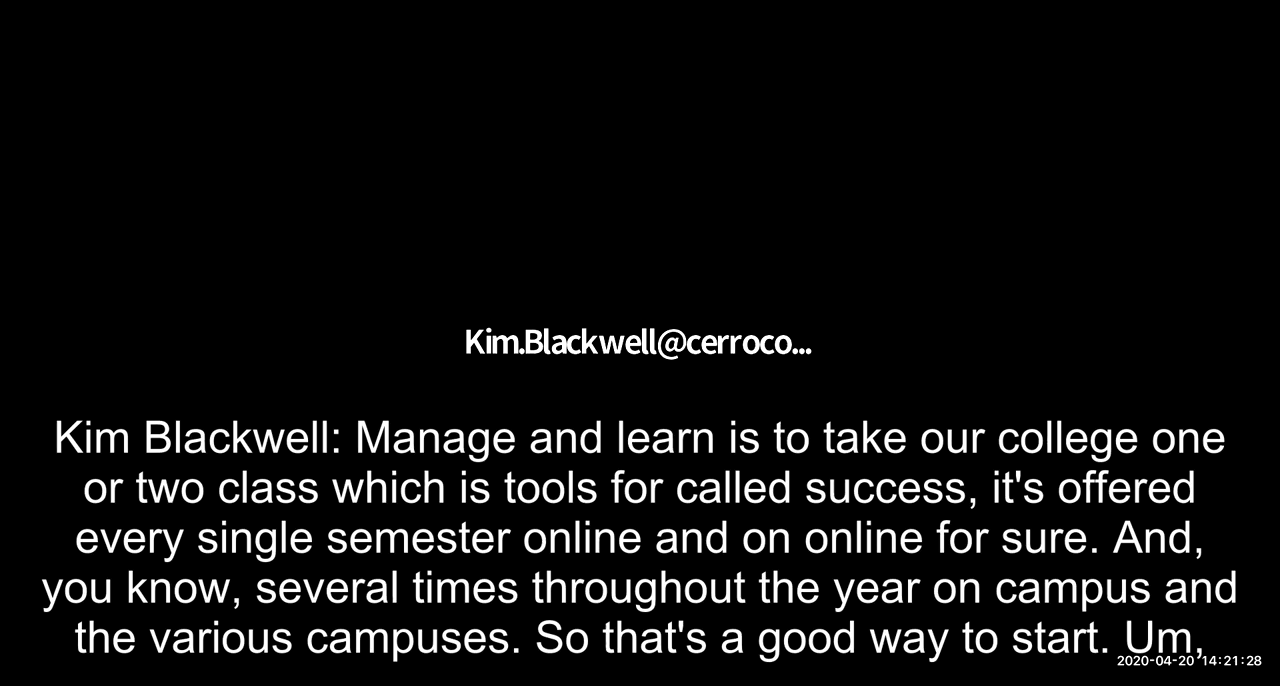 Kim.Blackwell@cerroco...
Kim Blackwell: Manage and learn is to take our college one
or two class which is tools for called success, it's offered
every single semester online and on online for sure. And,
you know, several times throughout the year on campus and
the various campuses. So that's a good way to start. Um,
2020-04-20 14:21:28